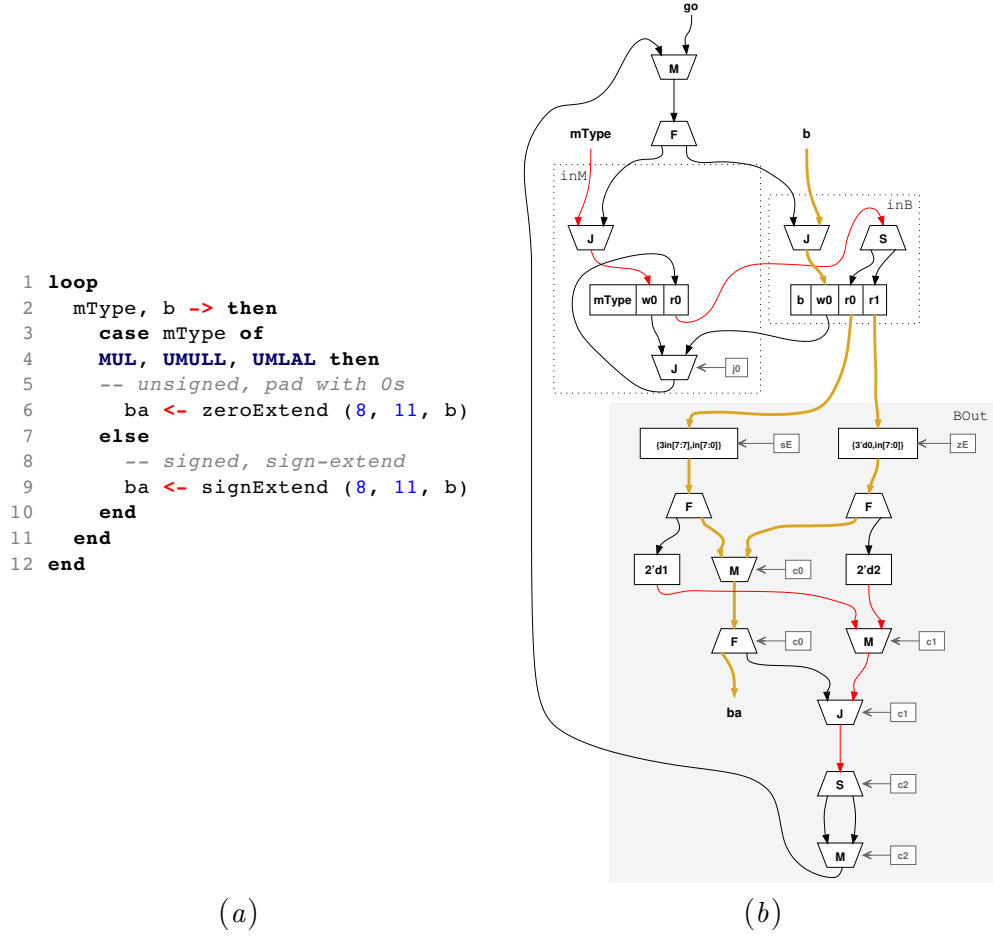 1 loop
2 mType, b -> then
3 case mType of
4 MUL, UMULL, UMLAL then
5 -- unsigned, pad with 0s
6 ba <- zeroExtend (8, 11, b)
7 else
8 -- signed, sign-extend
9 ba <- signExtend (8, 11, b)
10 end
11 end
12 end
(a)
go
M
F
mType
b
inM
inB
J
J
S
mType w0 r0
b w0 r0 r1
J
j0
BOut
{3in[7:7],in[7:0]}
sE
{3'd0,in[7:0]}
zE
F
F
2'd1
M
c0
2'd2
F
c0
M
c1
ba
J
c1
S
c2
M
c2
(b)